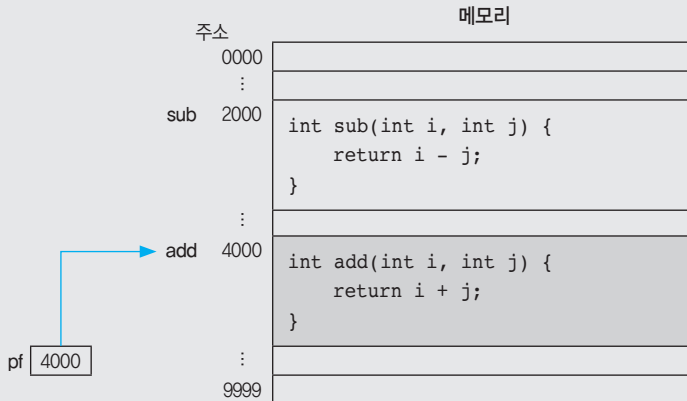 메모리
주소
0000
⋮
sub 2000
int sub(int i, int j) {
return i - j;
}
⋮
add 4000
int add(int i, int j) {
return i + j;
}
pf 4000
⋮
9999